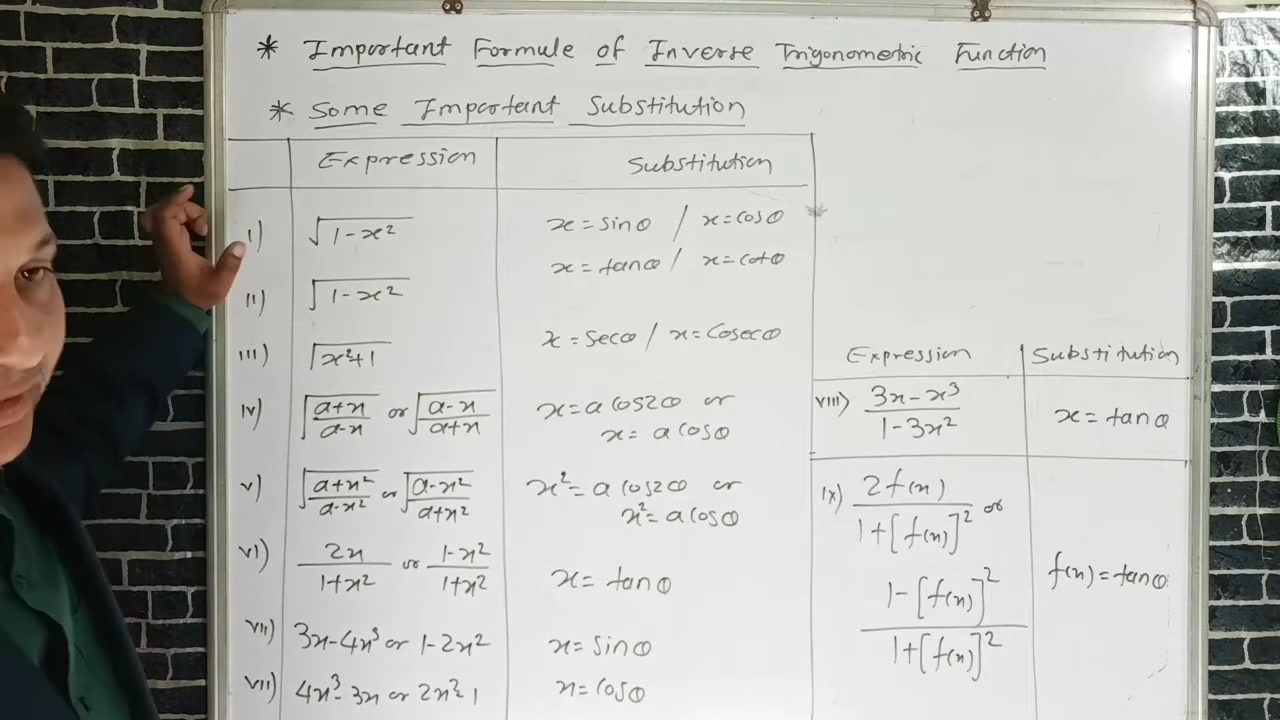 * Important Formule of Inverse Trigonometric Function
* Some Important Substitution
Expression Substitution
i) √(1-x²) x = sinθ / x = cosθ
x = tanθ / x = cotθ
ii) √(1-x²)
x = secθ / x = cosecθ
iii) √(x²+1)
iv) √((a+x)/(a-x)) or √((a-x)/(a+x)) x = a cos2θ or
x = a cosθ
v) √((a+x²)/(a-x²)) or √((a-x²)/(a+x²)) x² = a cos2θ or
x² = a cosθ
vi) 2x/(1+x²) or (1-x²)/(1+x²) x = tanθ
vii) 3x-4x³ or 1-2x² x = sinθ
vii) 4x³-3x or 2x²-1 x = cosθ
Expression Substitution
viii) (3x-x³)/(1-3x²) x = tanθ
ix) 2f(x)/(1+[f(x)]²) or
(1-[f(x)]²)/(1+[f(x)]²) f(x) = tanθ